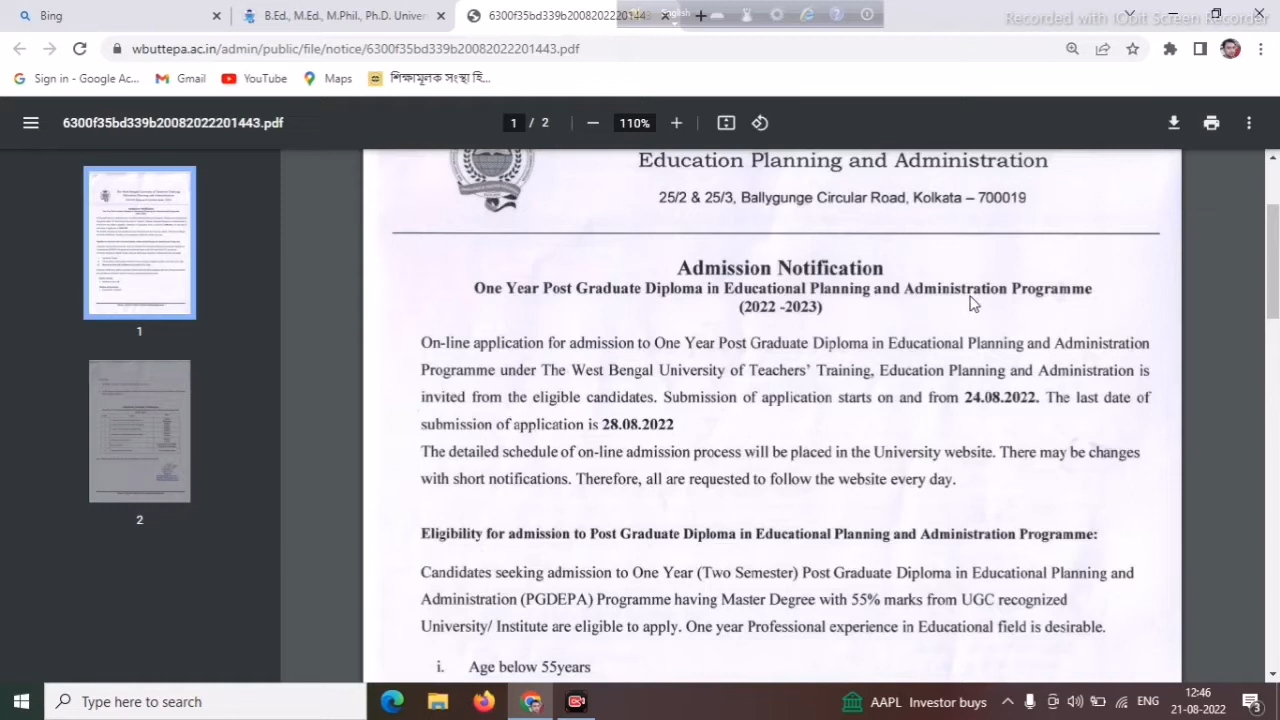 Bing
B.Ed., M.Ed., M.Phil., Ph.D. Univer
6300f35bd339b20082022201443
English
Recorded with IObit Screen Recorder
wbuttepa.ac.in/admin/public/file/notice/6300f35bd339b20082022201443.pdf
Sign in - Google Ac...
Gmail
YouTube
Maps
শিক্ষামূলক সংস্থা হি...
6300f35bd339b20082022201443.pdf
1 / 2
110%
1
2
Education Planning and Administration
25/2 & 25/3, Ballygunge Circular Road, Kolkata – 700019
Admission Notification
One Year Post Graduate Diploma in Educational Planning and Administration Programme
(2022 -2023)
On-line application for admission to One Year Post Graduate Diploma in Educational Planning and Administration
Programme under The West Bengal University of Teachers' Training, Education Planning and Administration is
invited from the eligible candidates. Submission of application starts on and from 24.08.2022. The last date of
submission of application is 28.08.2022
The detailed schedule of on-line admission process will be placed in the University website. There may be changes
with short notifications. Therefore, all are requested to follow the website every day.
Eligibility for admission to Post Graduate Diploma in Educational Planning and Administration Programme:
Candidates seeking admission to One Year (Two Semester) Post Graduate Diploma in Educational Planning and
Administration (PGDEPA) Programme having Master Degree with 55% marks from UGC recognized
University/ Institute are eligible to apply. One year Professional experience in Educational field is desirable.
i. Age below 55years
Type here to search
AAPL Investor buys
ENG
12:46
21-08-2022
3